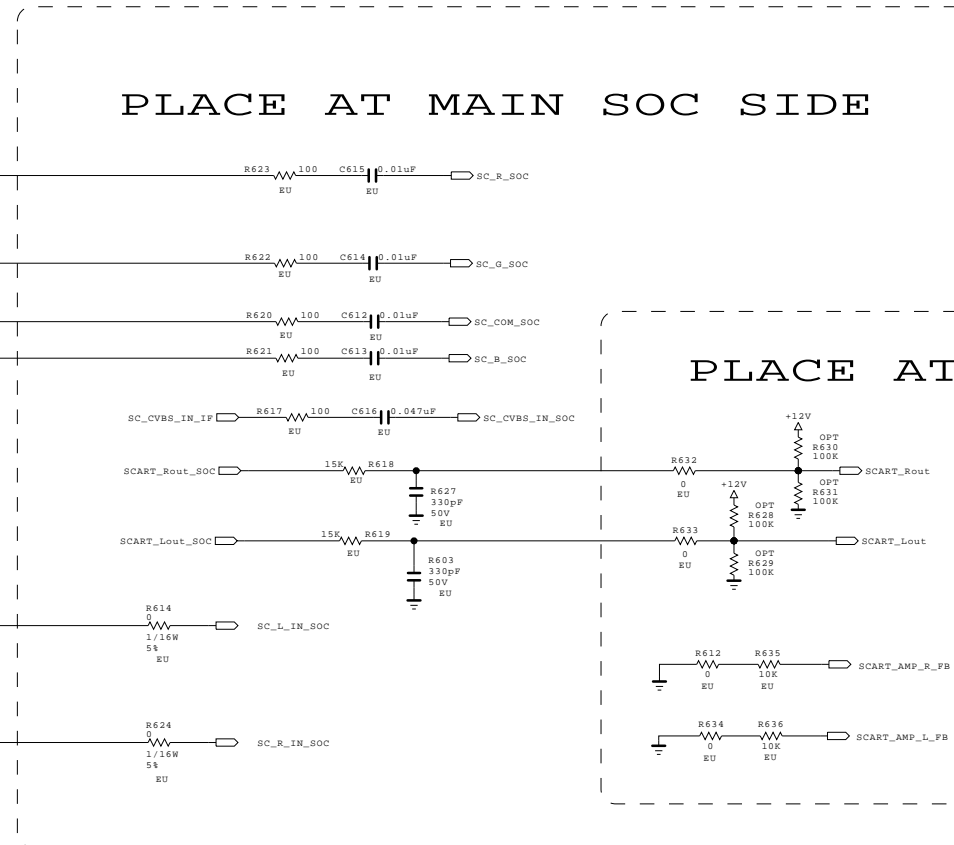 PLACE AT MAIN SOC SIDE
R623 100 C615 0.01uF SC_R_SOC
EU EU
R622 100 C614 0.01uF SC_G_SOC
EU EU
R620 100 C612 0.01uF SC_COM_SOC
EU EU
R621 100 C613 0.01uF SC_B_SOC
EU EU
PLACE AT
SC_CVBS_IN_IF R617 100 C616 0.047uF SC_CVBS_IN_SOC
EU EU
SCART_Rout_SOC 15K R618
EU
R627
330pF
50V
EU
R632
0
EU
+12V
OPT
R630
100K
SCART_Rout
OPT
R631
100K
SCART_Lout_SOC 15K R619
EU
R603
330pF
50V
EU
R633
0
EU
+12V
OPT
R628
100K
SCART_Lout
OPT
R629
100K
R614
0
1/16W
5%
EU
SC_L_IN_SOC
R612 R635
0 10K
EU EU
SCART_AMP_R_FB
R624
0
1/16W
5%
EU
SC_R_IN_SOC
R634 R636
0 10K
EU EU
SCART_AMP_L_FB